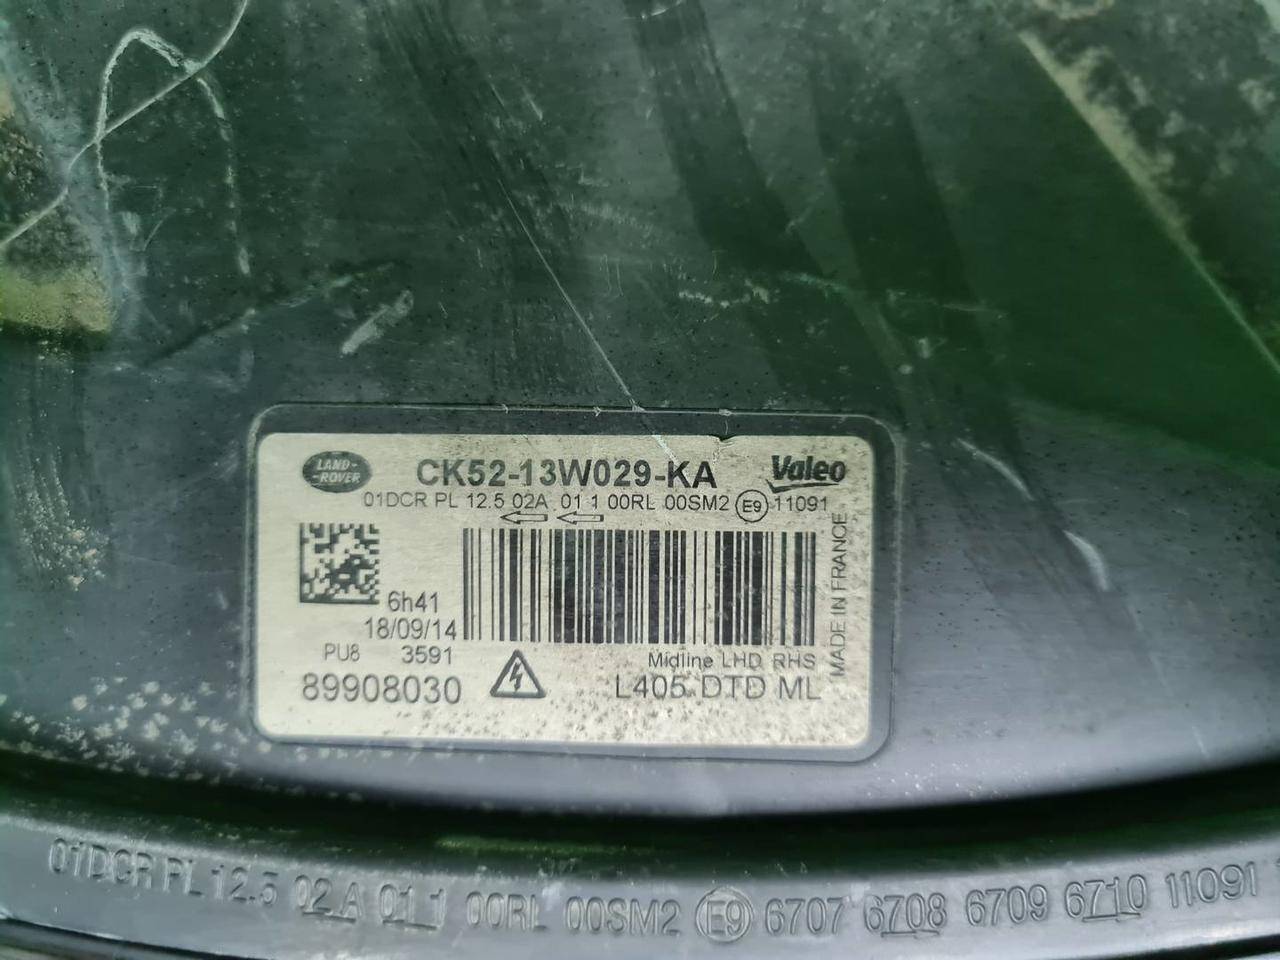 LAND-
-ROVER
CK52-13W029-KA
Valeo
01DCR PL 12.5 02A 01 1 00RL 00SM2 E9 11091
6h41
18/09/14
PU8 3591
89908030
Midline LHD RHS
L405 DTD ML
MADE IN FRANCE
01DCR PL 12.5 02A 01 1 00RL 00SM2 E9 6707 6708 6709 6710 11091